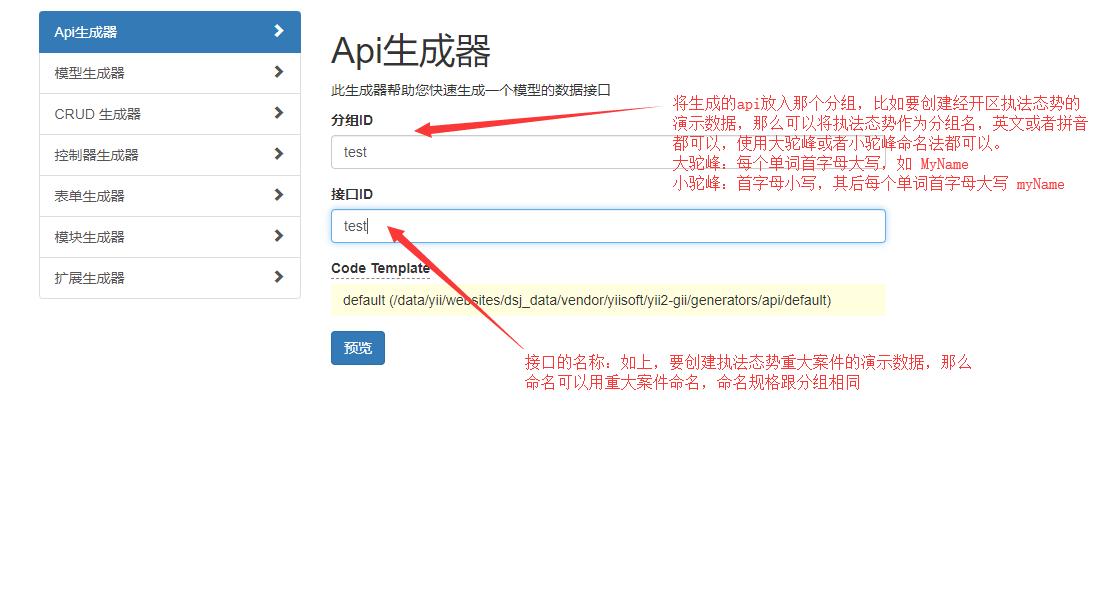 Api生成器
模型生成器
CRUD 生成器
控制器生成器
表单生成器
模块生成器
扩展生成器
Api生成器
此生成器帮助您快速生成一个模型的数据接口
分组ID
test
接口ID
test
Code Template
default (/data/yii/websites/dsj_data/vendor/yiisoft/yii2-gii/generators/api/default)
预览
将生成的api放入那个分组，比如要创建经开区执法态势的
演示数据，那么可以将执法态势作为分组名，英文或者拼音
都可以，使用大驼峰或者小驼峰命名法都可以。
大驼峰：每个单词首字母大写，如 MyName
小驼峰：首字母小写，其后每个单词首字母大写 myName
接口的名称：如上，要创建执法态势重大案件的演示数据，那么
命名可以用重大案件命名，命名规格跟分组相同